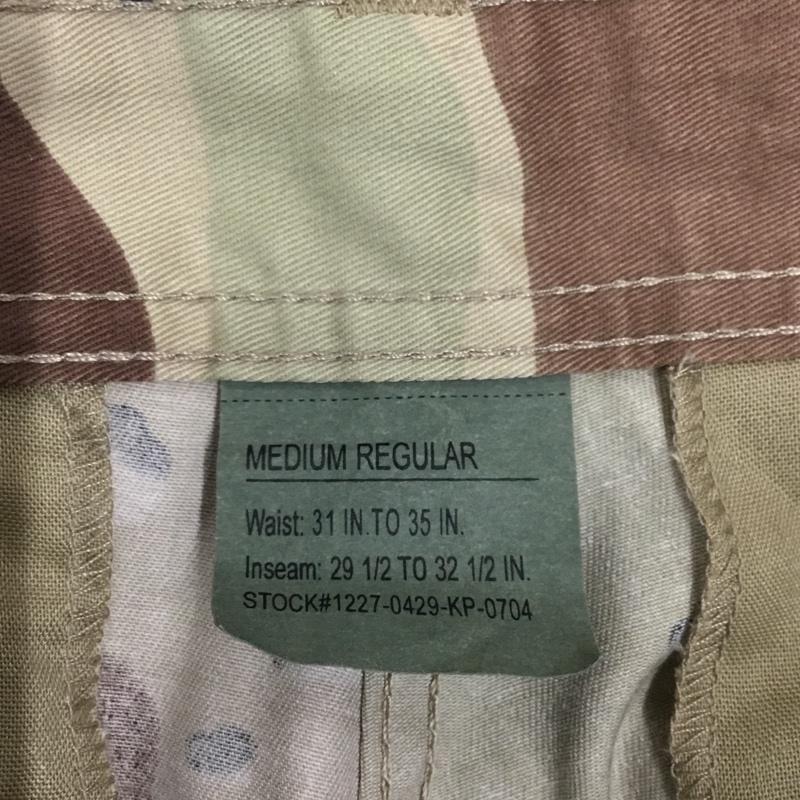 MEDIUM REGULAR
Waist: 31 IN.TO 35 IN.
Inseam: 29 1/2 TO 32 1/2 IN.
STOCK#1227-0429-KP-0704